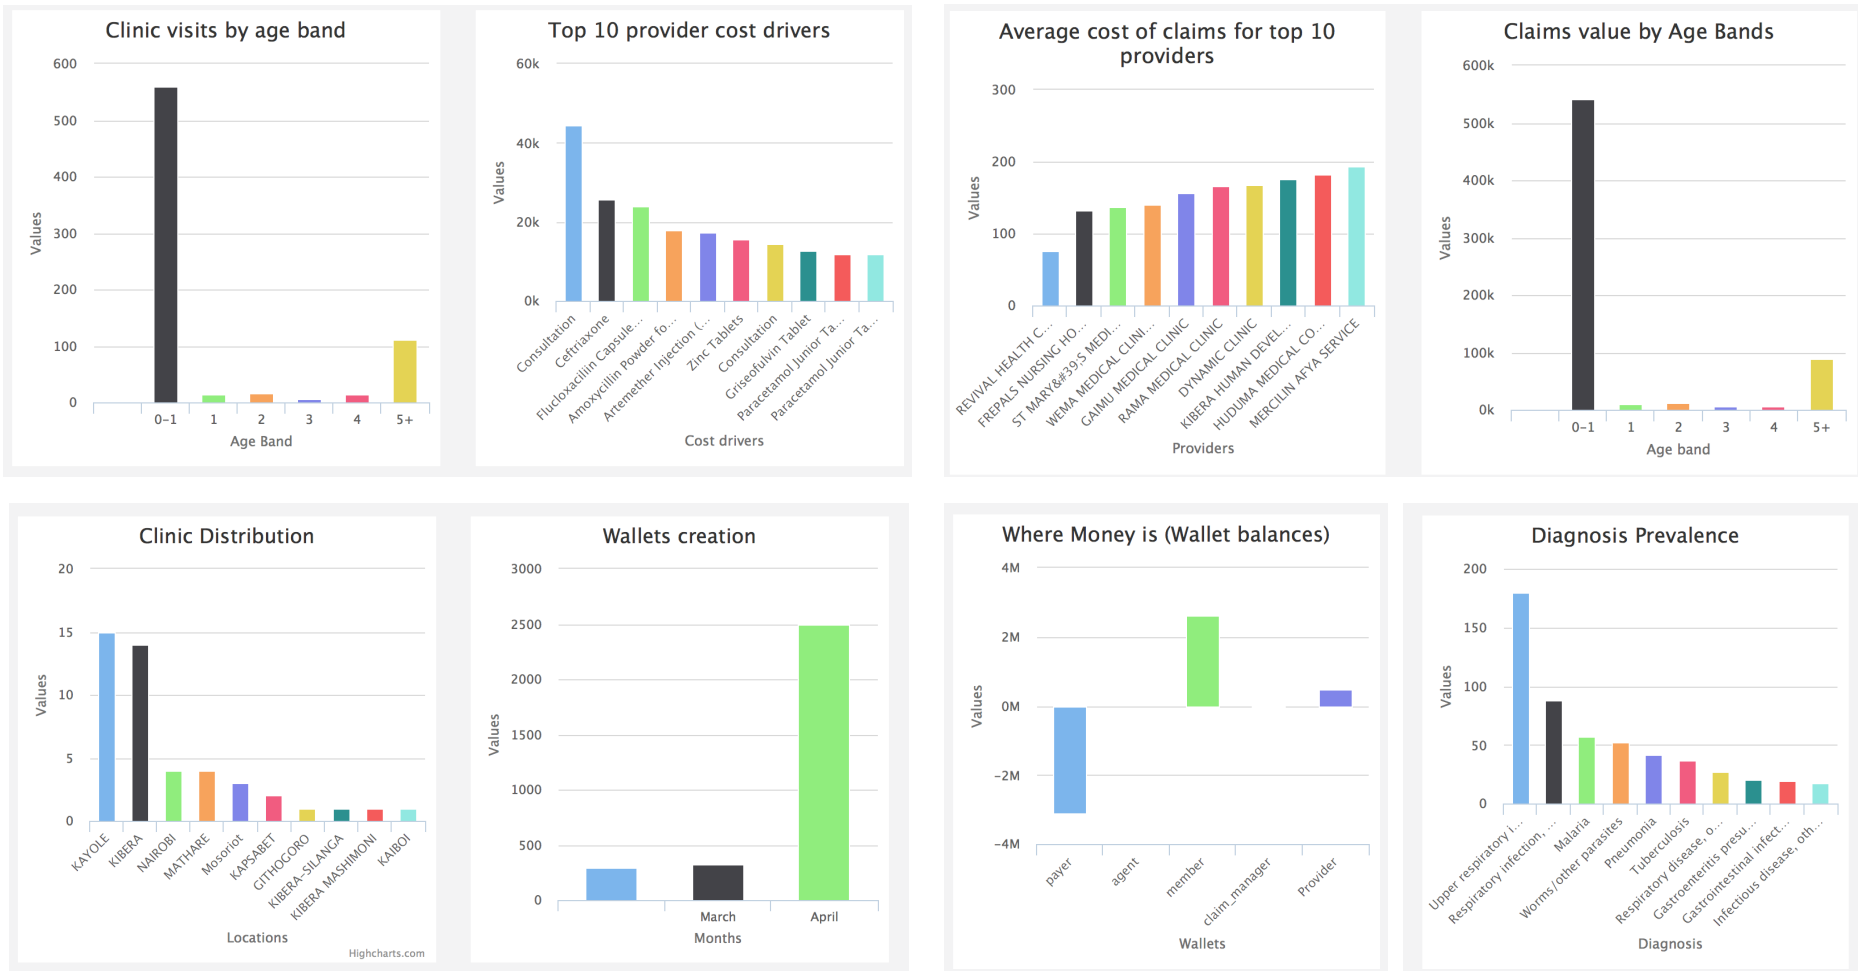 Clinic visits by age band
600
500
400
300
200
100
0
Values
0-1
1
2
3
4
5+
Age Band
Top 10 provider cost drivers
60k
40k
20k
0k
Values
Consultation
Ceftriaxone
Flucloxacillin Capsule...
Amoxycillin Powder fo...
Artemether Injection (...
Zinc Tablets
Consultation
Griseofulvin Tablet
Paracetamol Junior Ta...
Paracetamol Junior Ta...
Cost drivers
Average cost of claims for top 10
providers
300
200
100
0
Values
REVIVAL HEALTH C...
FREPALS NURSING HO...
ST MARY&#39;S MEDI...
WEMA MEDICAL CLINI...
GAIMU MEDICAL CLINIC
RAMA MEDICAL CLINIC
DYNAMIC CLINIC
KIBERA HUMAN DEVEL...
HUDUMA MEDICAL CO...
MERCILIN AFYA SERVICE
Providers
Claims value by Age Bands
600k
500k
400k
300k
200k
100k
0k
Values
0-1
1
2
3
4
5+
Age band
Clinic Distribution
20
15
10
5
0
Values
KAYOLE
KIBERA
NAIROBI
MATHARE
Mosoriot
KAPSABET
GITHOGORO
KIBERA-SILANGA
KIBERA MASHIMONI
KAIBOI
Locations
Highcharts.com
Wallets creation
3000
2500
2000
1500
1000
500
0
Values
March
April
Months
Where Money is (Wallet balances)
4M
2M
0M
-2M
-4M
Values
payer
agent
member
claim_manager
Provider
Wallets
Diagnosis Prevalence
200
150
100
50
0
Values
Upper respiratory i...
Respiratory infection, ...
Malaria
Worms/other parasites
Pneumonia
Tuberculosis
Respiratory disease, o...
Gastroenteritis presu...
Gastrointestinal infect...
Infectious disease, oth...
Diagnosis